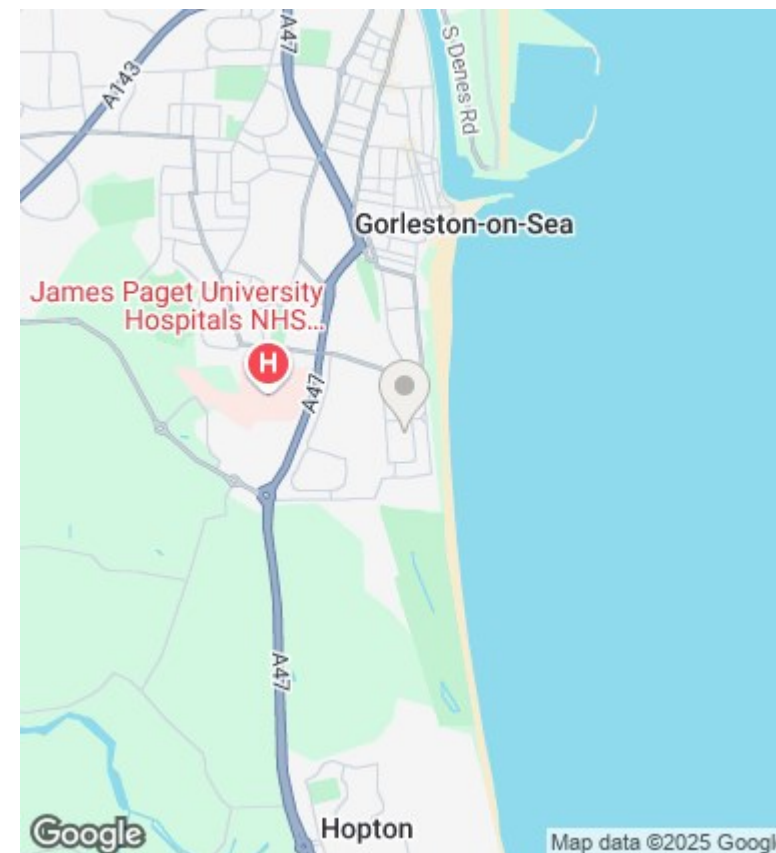 A47
A143
S Denes Rd
Gorleston-on-Sea
James Paget University
Hospitals NHS...
H
A47
A47
Hopton
Google
Map data ©2025 Googl